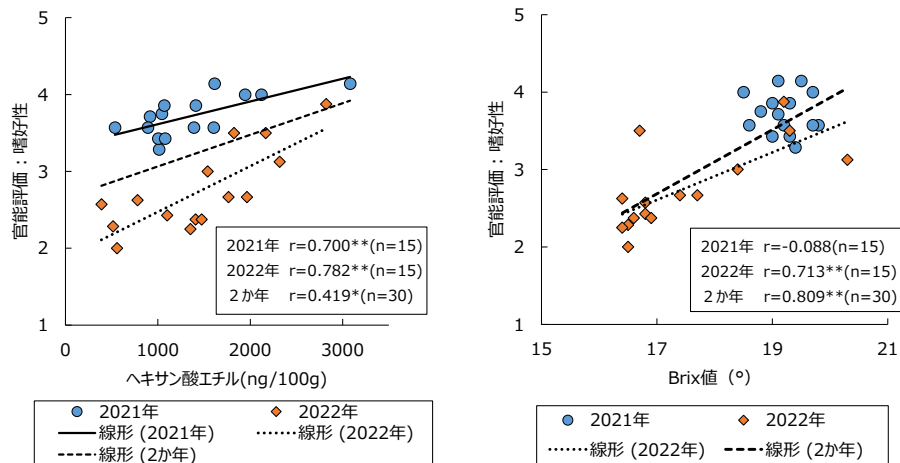 5
4
3
2
1
官能評価：嗜好性
0
1000
2000
3000
ヘキサン酸エチル(ng/100g)
2021年 r=0.700**(n=15)
2022年 r=0.782**(n=15)
2か年 r=0.419*(n=30)
2021年
2022年
線形 (2021年)
線形 (2022年)
線形 (2か年)
5
4
3
2
1
官能評価：嗜好性
15
17
19
21
Brix値（°）
2021年 r=-0.088(n=15)
2022年 r=0.713**(n=15)
2か年 r=0.809**(n=30)
2021年
2022年
線形 (2022年)
線形 (2か年)